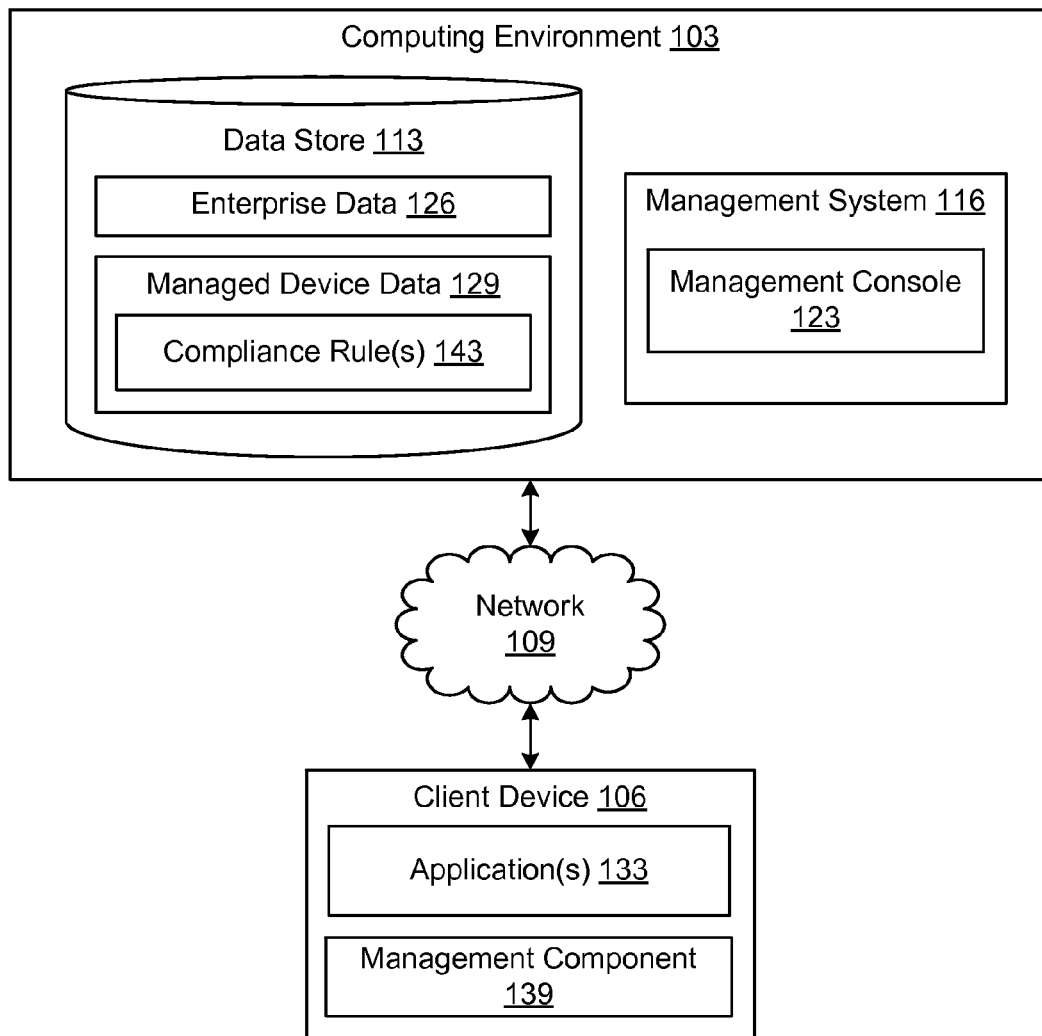 Computing Environment 103
Data Store 113
Enterprise Data 126
Managed Device Data 129
Compliance Rule(s) 143
Management System 116
Management Console
123
Network
109
Client Device 106
Application(s) 133
Management Component
139